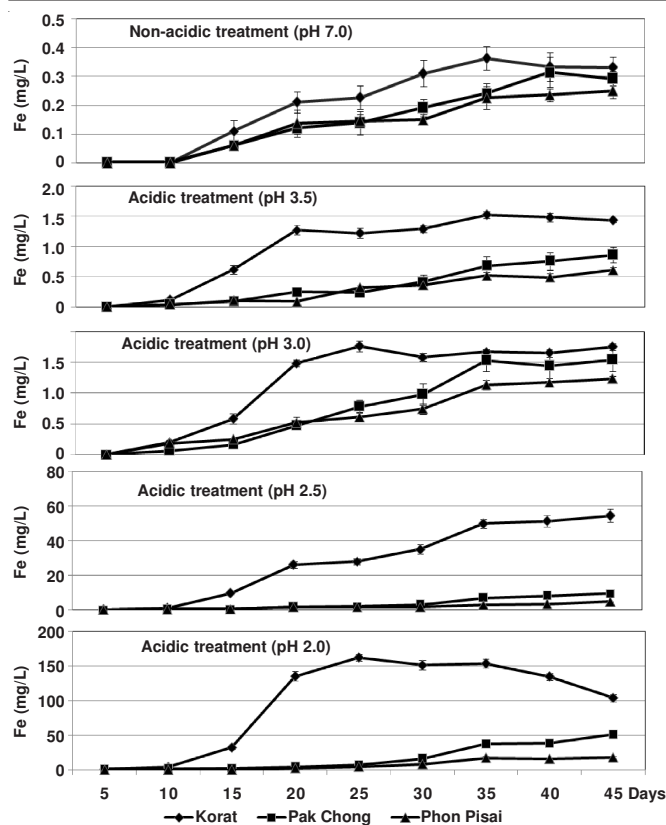 Non-acidic treatment (pH 7.0)
Fe (mg/L)
0.5
0.4
0.3
0.2
0.1
0
Acidic treatment (pH 3.5)
Fe (mg/L)
2.0
1.5
1.0
0.5
0
Acidic treatment (pH 3.0)
Fe (mg/L)
1.5
1.0
0.5
0
Acidic treatment (pH 2.5)
Fe (mg/L)
80
60
40
20
0
Acidic treatment (pH 2.0)
Fe (mg/L)
200
150
100
50
0
5 10 15 20 25 30 35 40 45 Days
Korat Pak Chong Phon Pisai